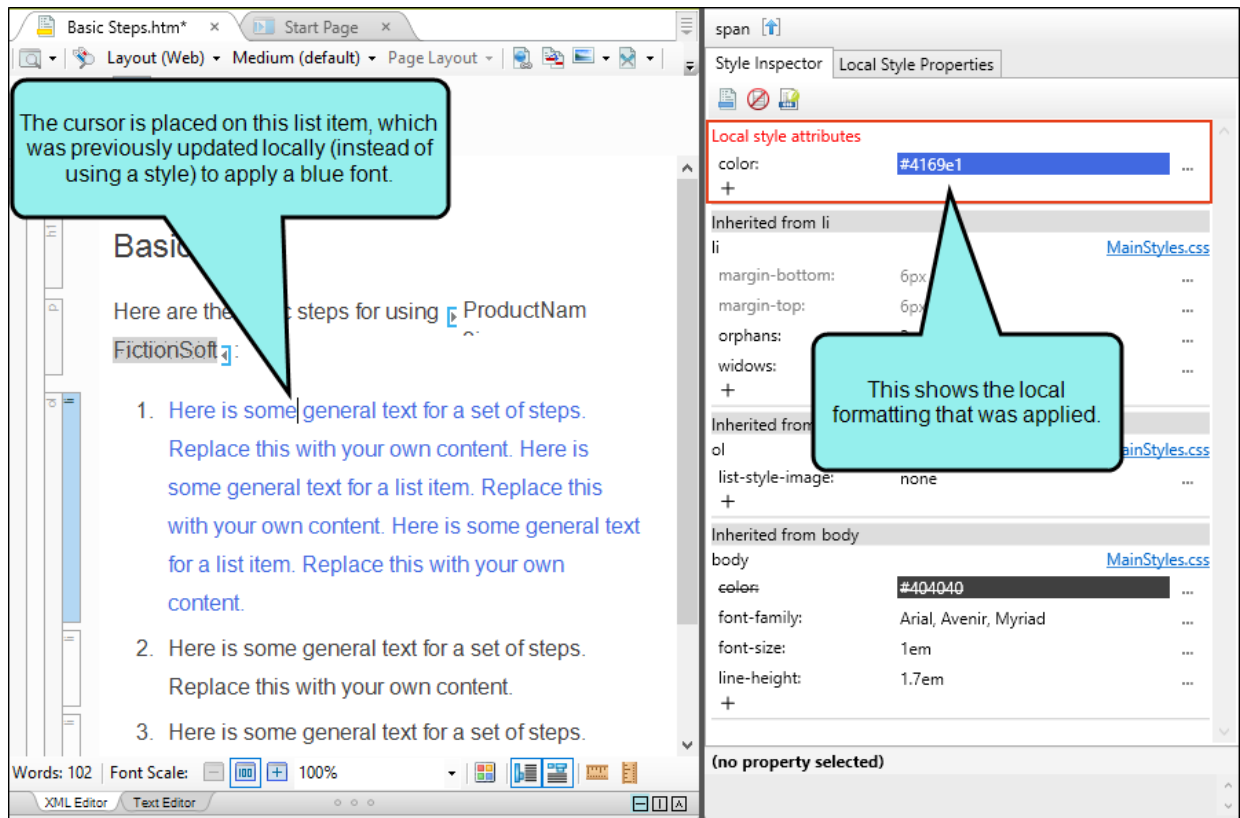 Basic Steps.htm* × Start Page ×
Layout (Web) Medium (default) Page Layout
The cursor is placed on this list item, which
was previously updated locally (instead of
using a style) to apply a blue font.
h1
Basic
p
Here are the steps for using ProductNam
FictionSoft :
1. Here is some general text for a set of steps.
Replace this with your own content. Here is
some general text for a list item. Replace this
with your own content. Here is some general text
for a list item. Replace this with your own
content.
2. Here is some general text for a set of steps.
Replace this with your own content.
3. Here is some general text for a set of steps.
Words: 102 Font Scale: 100 100%
XML Editor Text Editor
span
Style Inspector Local Style Properties
Local style attributes
color: #4169e1 ...
+
Inherited from li
li MainStyles.css
margin-bottom: 6px ...
margin-top: 6px ...
orphans: ...
widows: ...
+
This shows the local
formatting that was applied.
Inherited from
ol MainStyles.css
list-style-image: none ...
+
Inherited from body
body MainStyles.css
color: #404040 ...
font-family: Arial, Avenir, Myriad ...
font-size: 1em ...
line-height: 1.7em ...
+
(no property selected)